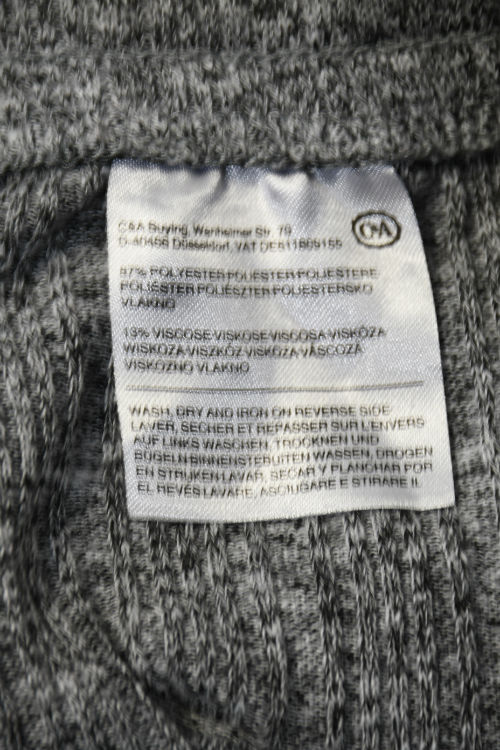 C&A Buying, Wanheimer Str. 70
D-40468 Düsseldorf, VAT DE811809155
C&A
87% POLYESTER·POLYESTER·POLIESTERE
POLIÉSTER·POLIÉSZTER·POLIESTERSKO
VLAKNO
13% VISCOSE·VISKOSE·VISCOSA·VISKÓZA
WISKOZA·VISZKÓZ·VISKÓZA·VÂSCOZĂ
VISKOZNO VLAKNO
WASH, DRY AND IRON ON REVERSE SIDE
LAVER, SECHER ET REPASSER SUR L'ENVERS
AUF LINKS WASCHEN, TROCKNEN UND
BÜGELN BINNENSTEBUITEN WASSEN, DROGEN
EN STRIJKEN LAVAR, SECAR Y PLANCHAR POR
EL REVÉS LAVARE, ASCIUGARE E STIRARE IL